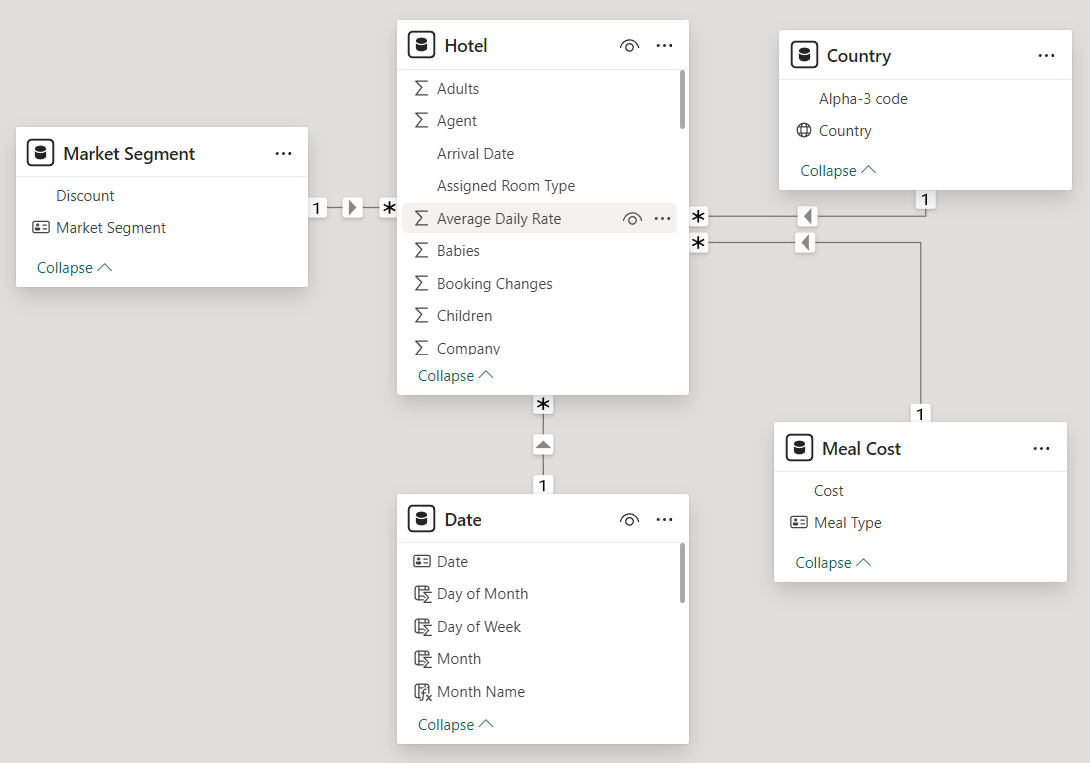 Hotel
Adults
Agent
Arrival Date
Assigned Room Type
Average Daily Rate
Babies
Booking Changes
Children
Company
Collapse
Country
Alpha-3 code
Country
Collapse
Market Segment
Discount
Market Segment
Collapse
1
*
*
1
*
*
1
1
Date
Date
Day of Month
Day of Week
Month
Month Name
Collapse
Meal Cost
Cost
Meal Type
Collapse